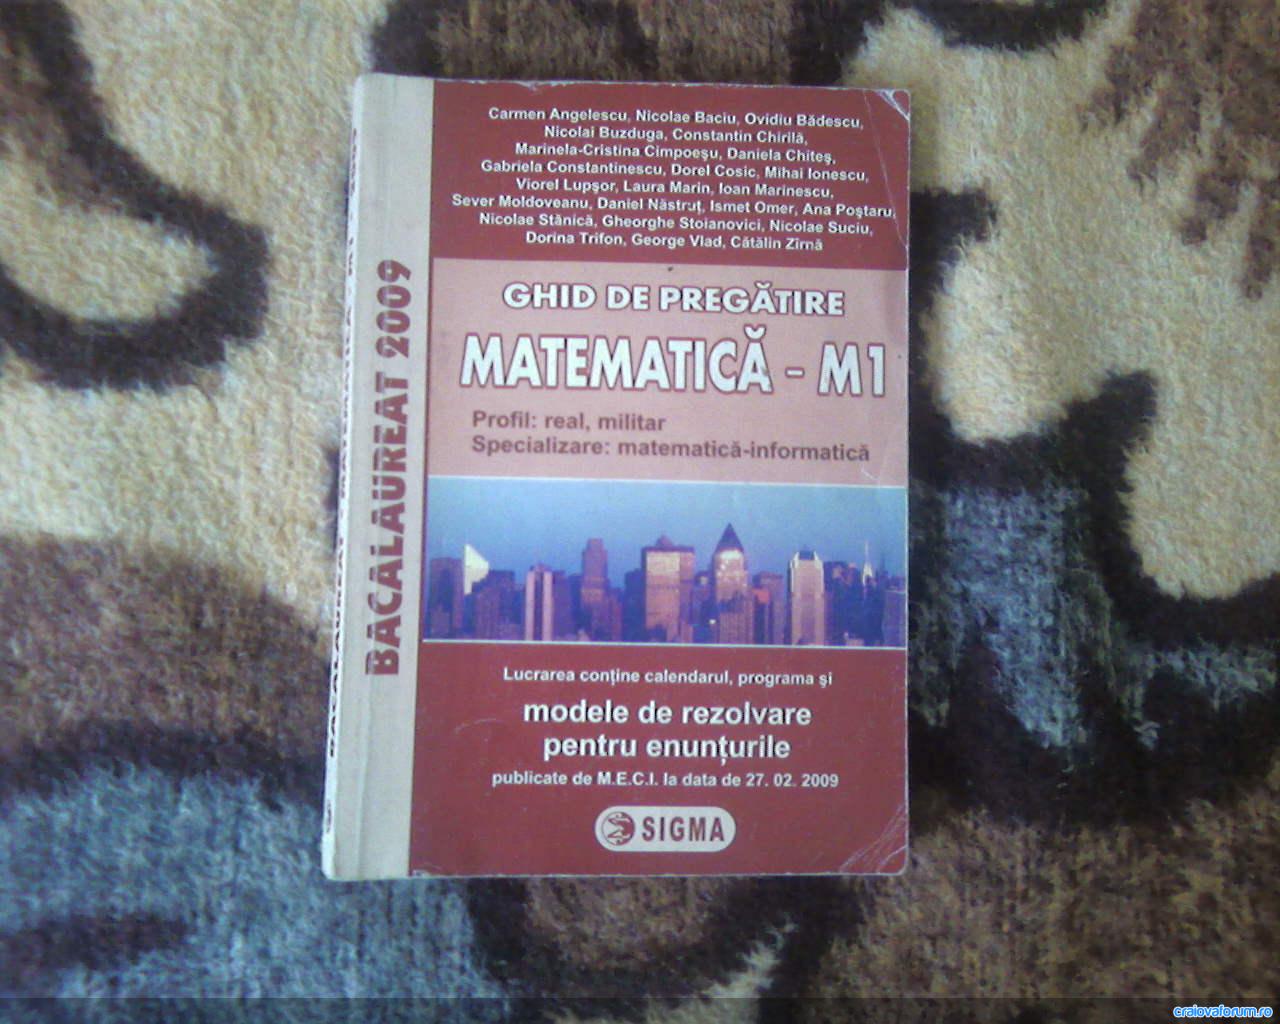 Carmen Angelescu, Nicolae Baciu, Ovidiu Bădescu,
Nicolai Buzduga, Constantin Chirilă,
Marinela-Cristina Cimpoeşu, Daniela Chiteş,
Gabriela Constantinescu, Dorel Cosic, Mihai Ionescu,
Viorel Lupşor, Laura Marin, Ioan Marinescu,
Sever Moldoveanu, Daniel Năstruţ, Ismet Omer, Ana Poştaru,
Nicolae Stănică, Gheorghe Stoianovici, Nicolae Suciu,
Dorina Trifon, George Vlad, Cătălin Zîrnă
GHID DE PREGĂTIRE
MATEMATICĂ - M1
Profil: real, militar
Specializare: matematică-informatică
BACALAUREAT 2009
Lucrarea conţine calendarul, programa şi
modele de rezolvare
pentru enunţurile
publicate de M.E.C.I. la data de 27. 02. 2009
SIGMA
craiovaforum.ro